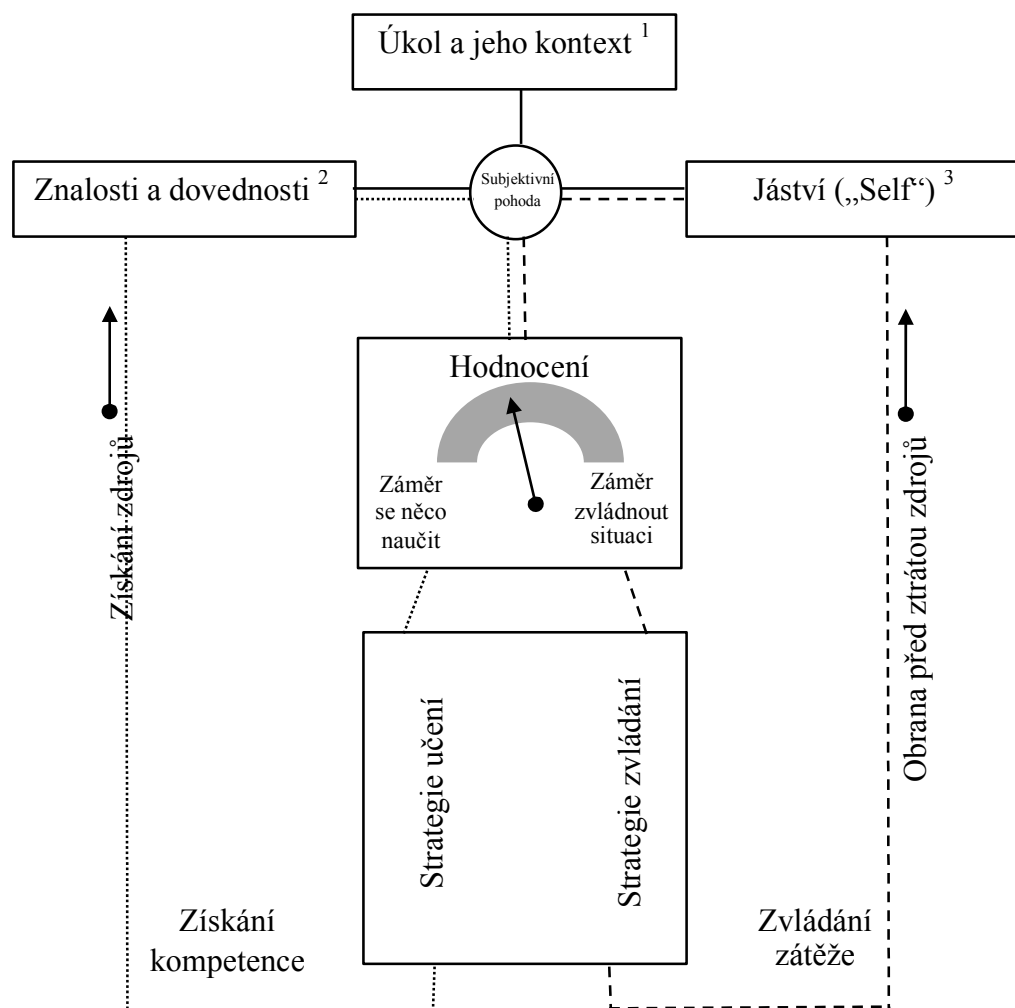 Úkol a jeho kontext 1
Znalosti a dovednosti 2
Subjektivní
pohoda
Jáství („Self“) 3
Hodnocení
Záměr
se něco
naučit
Záměr
zvládnout
situaci
Získání zdrojů
Obrana před ztrátou zdrojů
Strategie učení
Strategie zvládání
Získání
kompetence
Zvládání
zátěže